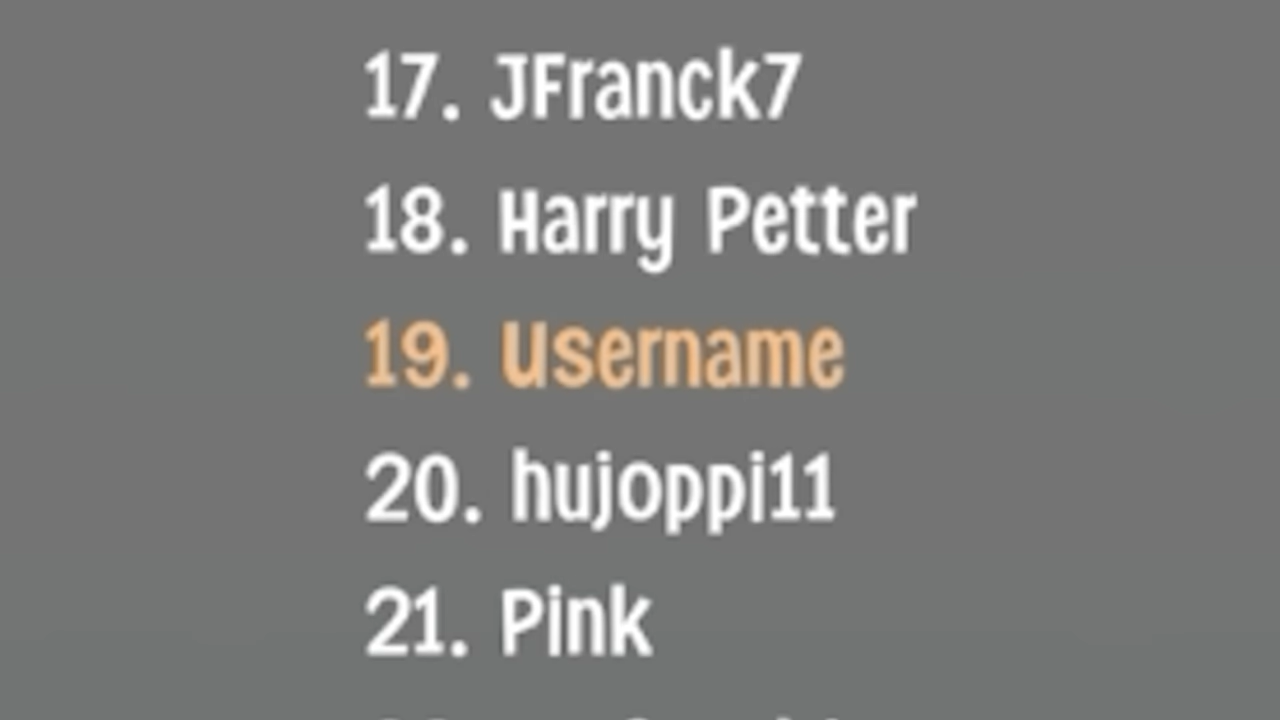 17. JFranck7
18. Harry Petter
19. Username
20. hujoppi11
21. Pink